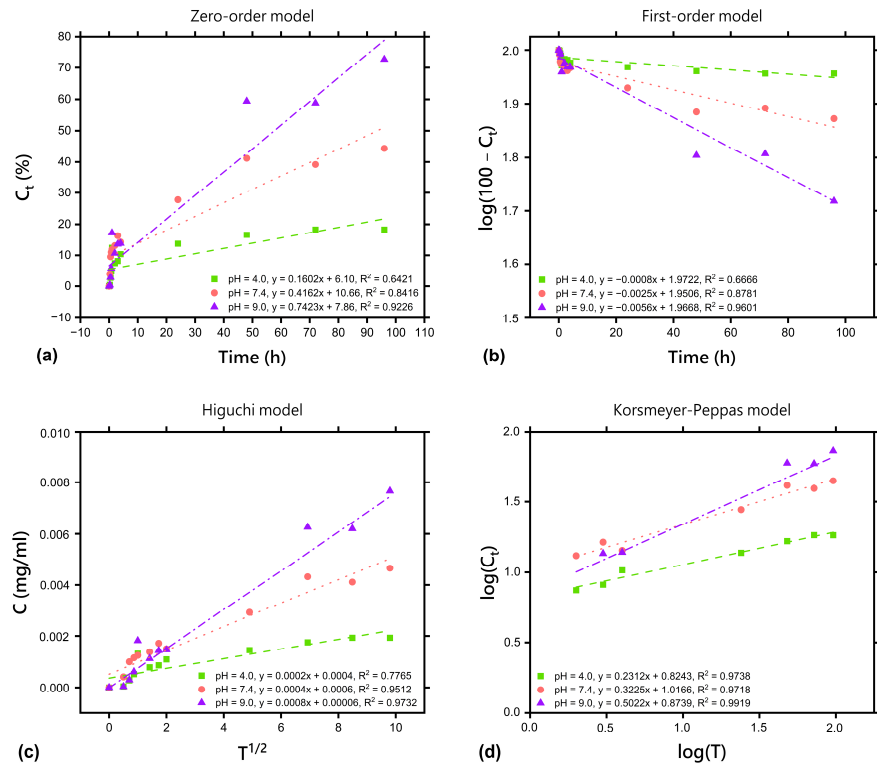 Zero-order model
80
70
60
50
40
30
20
10
0
−10
−10 0 10 20 30 40 50 60 70 80 90 100 110
C_t (%)
Time (h)
pH = 4.0, y = 0.1602x + 6.10, R² = 0.6421
pH = 7.4, y = 0.4162x + 10.66, R² = 0.8416
pH = 9.0, y = 0.7423x + 7.86, R² = 0.9226
(a)
First-order model
2.0
1.9
1.8
1.7
1.6
1.5
0 20 40 60 80 100
log(100 − C_t)
Time (h)
pH = 4.0, y = −0.0008x + 1.9722, R² = 0.6666
pH = 7.4, y = −0.0025x + 1.9506, R² = 0.8781
pH = 9.0, y = −0.0056x + 1.9668, R² = 0.9601
(b)
Higuchi model
0.010
0.008
0.006
0.004
0.002
0.000
0 2 4 6 8 10
C (mg/ml)
T^1/2
pH = 4.0, y = 0.0002x + 0.0004, R² = 0.7765
pH = 7.4, y = 0.0004x + 0.0006, R² = 0.9512
pH = 9.0, y = 0.0008x + 0.00006, R² = 0.9732
(c)
Korsmeyer-Peppas model
2.0
1.5
1.0
0.5
0.0
0.0 0.5 1.0 1.5 2.0
log(C_t)
log(T)
pH = 4.0, y = 0.2312x + 0.8243, R² = 0.9738
pH = 7.4, y = 0.3225x + 1.0166, R² = 0.9718
pH = 9.0, y = 0.5022x + 0.8739, R² = 0.9919
(d)